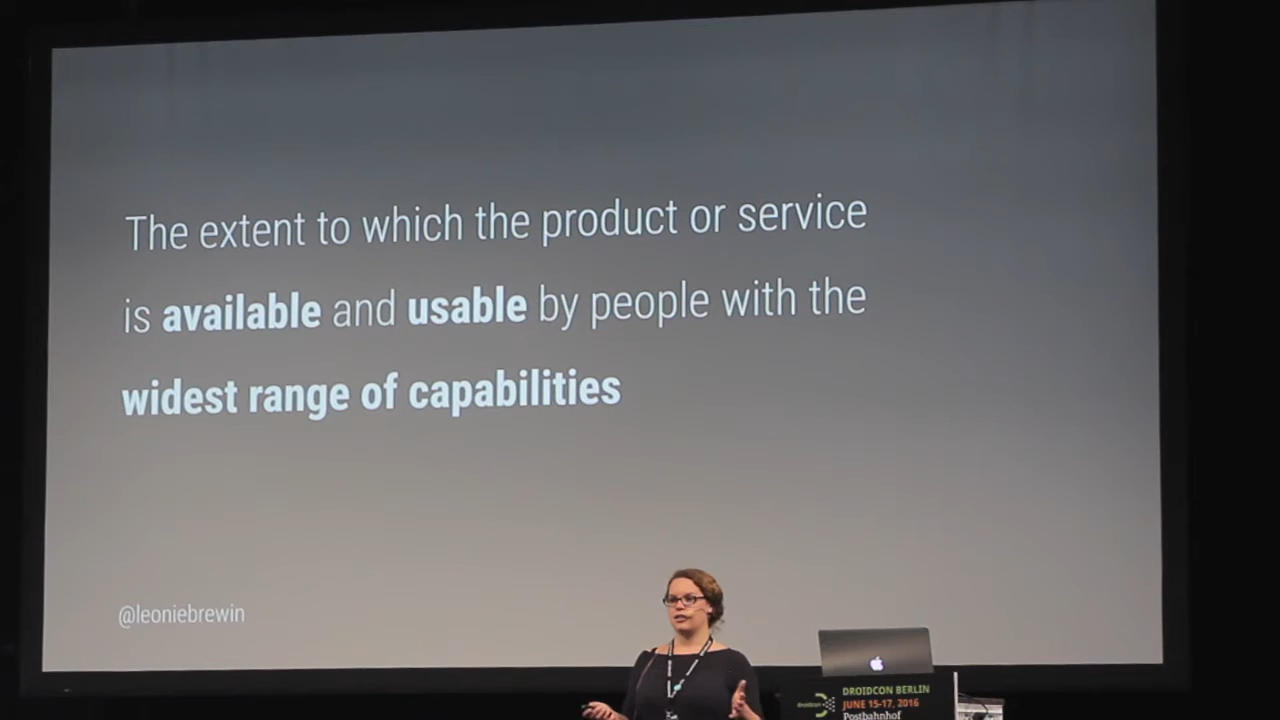 The extent to which the product or service
is available and usable by people with the
widest range of capabilities
@leoniebrewin
droidcon
DROIDCON BERLIN
JUNE 15-17, 2016
Postbahnhof